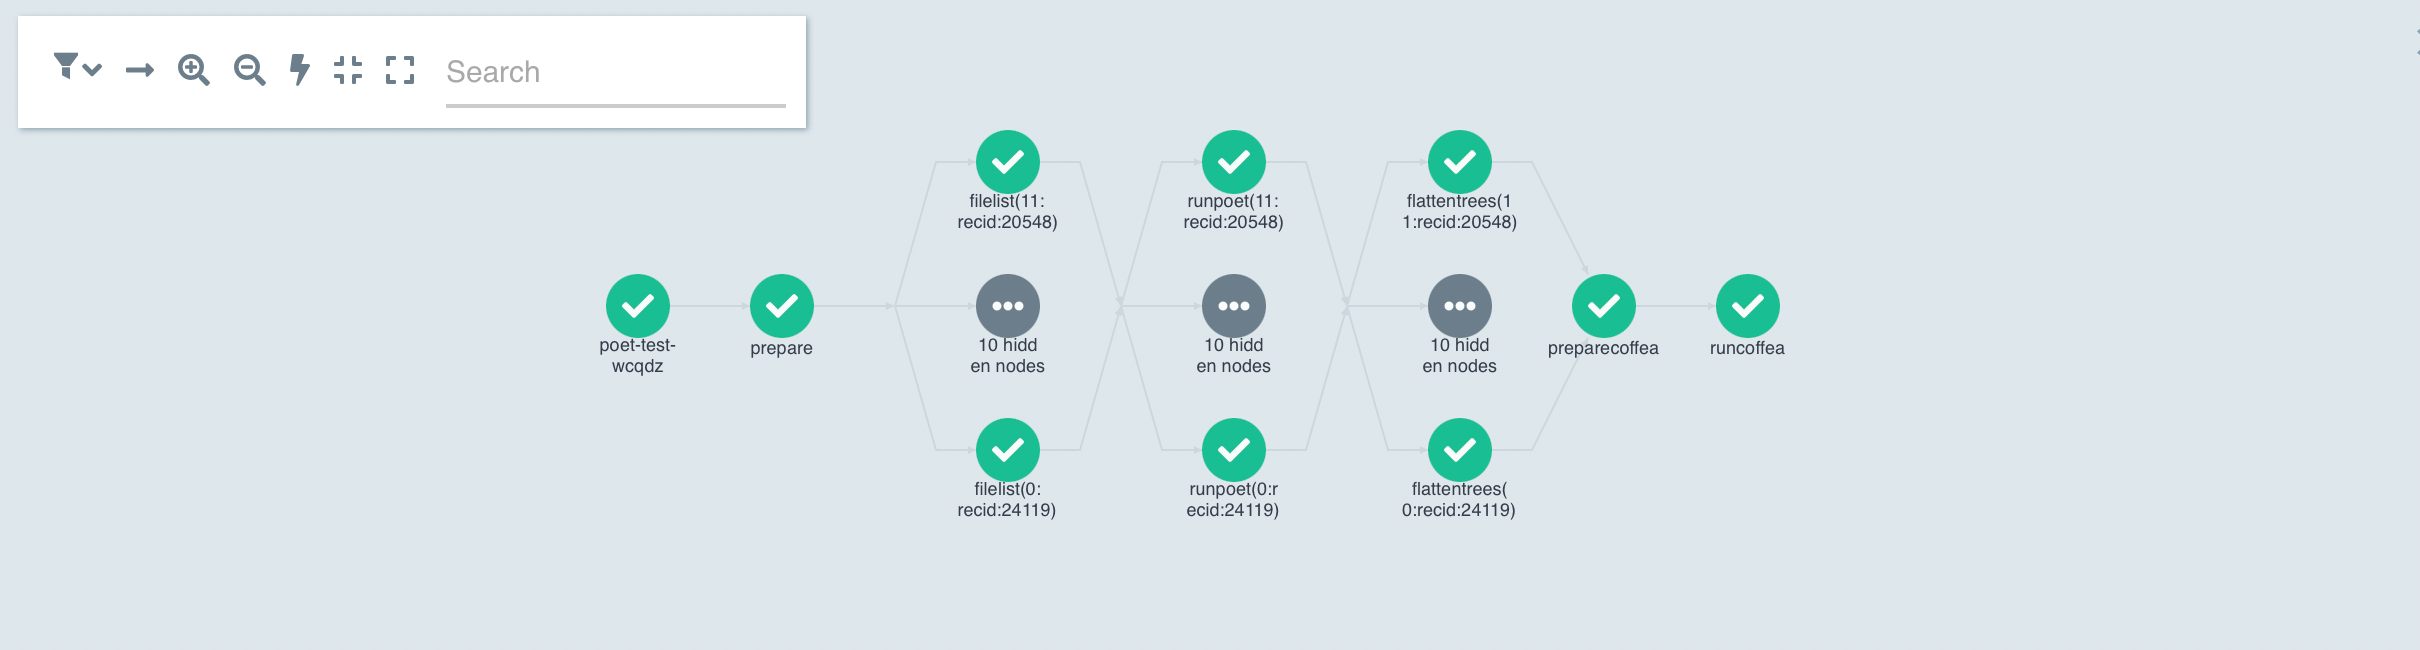 Search
filelist(11:
recid:20548)
runpoet(11:
recid:20548)
flattentrees(1
1:recid:20548)
poet-test-
wcqdz
prepare
10 hidd
en nodes
10 hidd
en nodes
10 hidd
en nodes
preparecoffea
runcoffea
filelist(0:
recid:24119)
runpoet(0:r
ecid:24119)
flattentrees(
0:recid:24119)